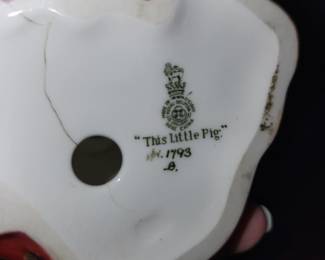 "This Little Pig."
HN. 1793
B.